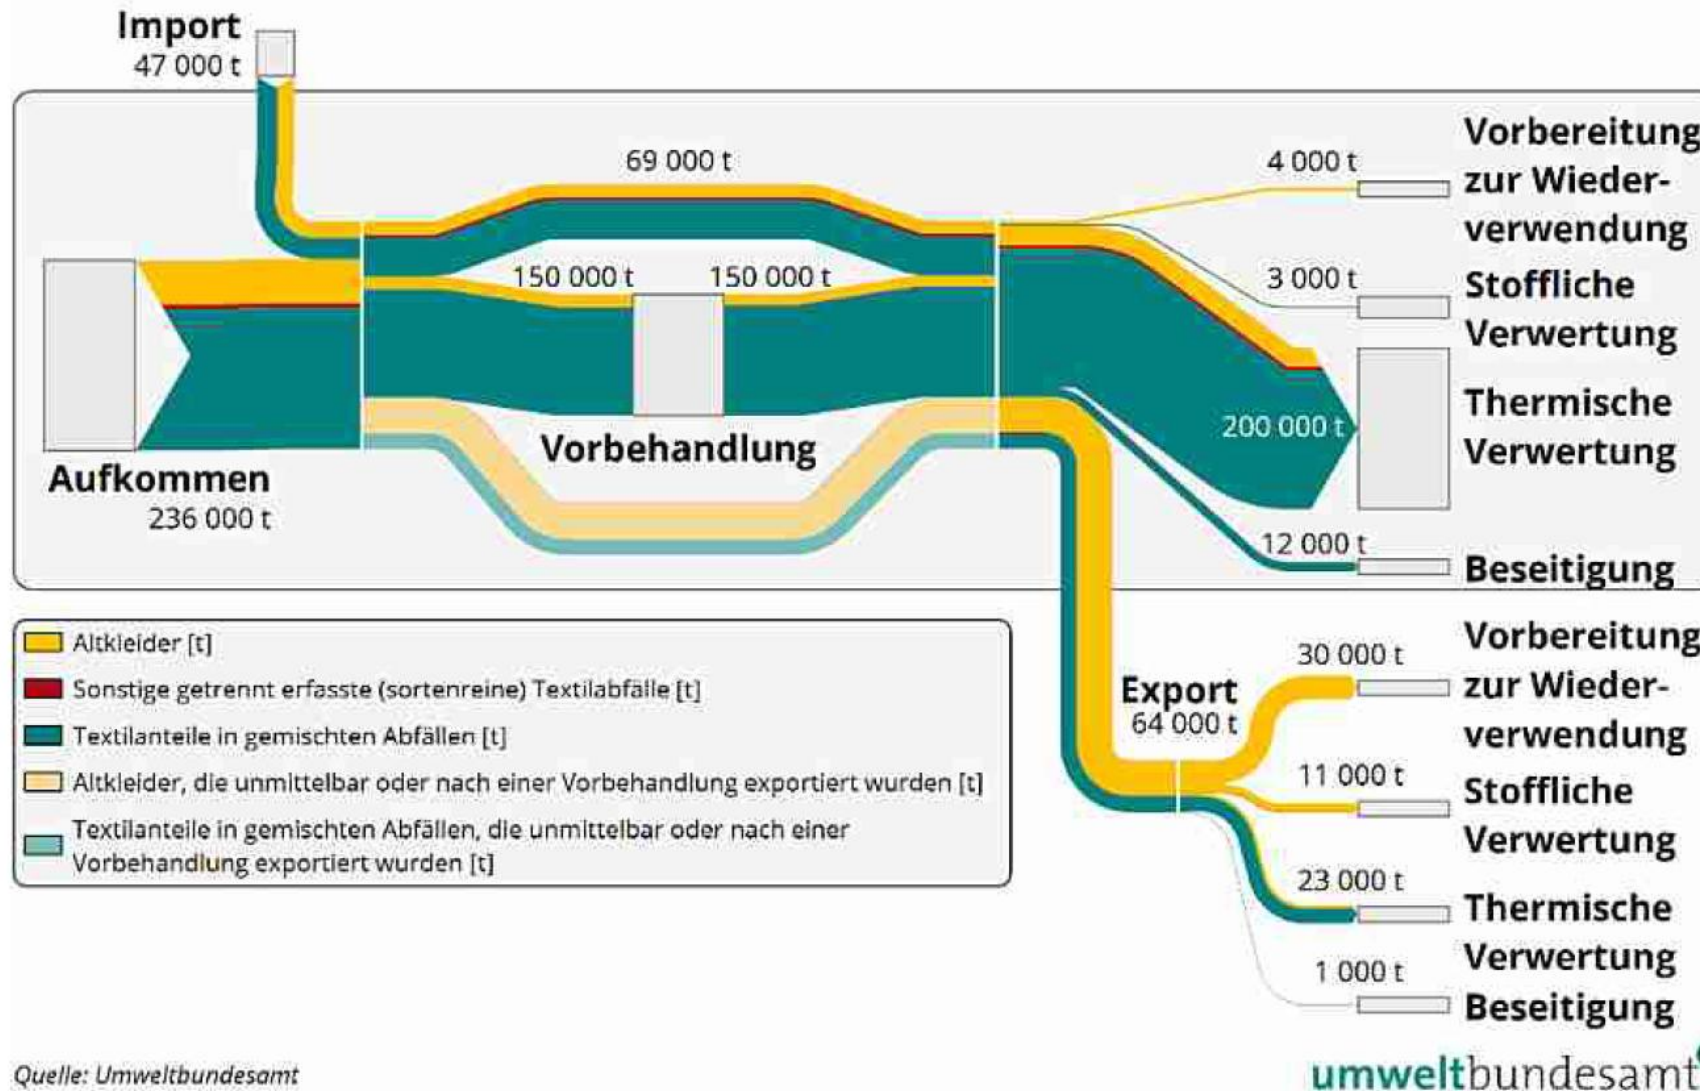 Import
47 000 t
69 000 t
150 000 t
150 000 t
Vorbehandlung
Aufkommen
236 000 t
4 000 t
Vorbereitung
zur Wieder-
verwendung
3 000 t
Stoffliche
Verwertung
200 000 t
Thermische
Verwertung
12 000 t
Beseitigung
Altkleider [t]
Sonstige getrennt erfasste (sortenreine) Textilabfälle [t]
Textilanteile in gemischten Abfällen [t]
Altkleider, die unmittelbar oder nach einer Vorbehandlung exportiert wurden [t]
Textilanteile in gemischten Abfällen, die unmittelbar oder nach einer
Vorbehandlung exportiert wurden [t]
Export
64 000 t
30 000 t
Vorbereitung
zur Wieder-
verwendung
11 000 t
Stoffliche
Verwertung
23 000 t
Thermische
Verwertung
1 000 t
Beseitigung
Quelle: Umweltbundesamt
umweltbundesamt